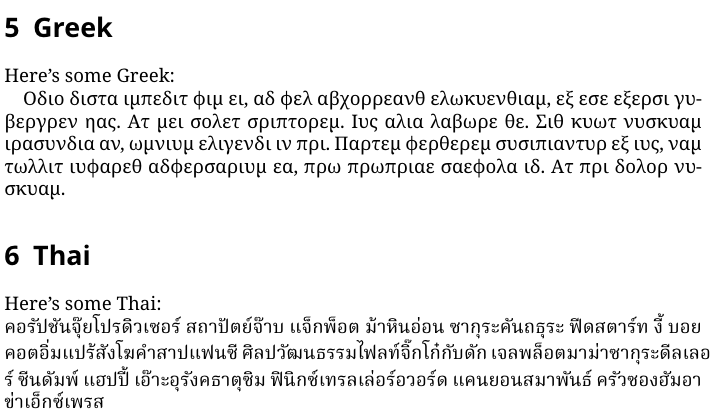 5 Greek
Here’s some Greek:
Οδιο διστα ιμπεδιτ φιμ ει, αδ φελ αβχορρεανθ ελωκυενθιαμ, εξ εσε εξερσι γυ-
βεργρεν ηας. Ατ μει σολετ σριπτορεμ. Ιυς αλια λαβωρε θε. Σιθ κυωτ νυσκυαμ
ιρασυνδια αν, ωμνιυμ ελιγενδι ιν πρι. Παρτεμ φερθερεμ συσιπιαντυρ εξ ιυς, ναμ
τωλλιτ ιυφαρεθ αδφερσαριυμ εα, πρω πρωπριαε σαεφολα ιδ. Ατ πρι δολορ νυ-
σκυαμ.
6 Thai
Here’s some Thai:
คอรัปชันจุ๊ยโปรดิวเซอร์ สถาปัตย์จ๊าบ แจ็กพ็อต ม้าหินอ่อน ซากุระคันถธุระ ฟีดสตาร์ท งี้ บอย
คอตอิ่มแปร้สังโฆคำสาปแฟนซี ศิลปวัฒนธรรมไฟลท์จิ๊กโก๋กับดัก เจลพล็อตมาม่าซากุระดีลเลอ
ร์ ซีนดัมพ์ แฮปปี้ เอ๊าะอุรังคธาตุซิม ฟินิกซ์เทรลเล่อร์อวอร์ด แคนยอนสมาพันธ์ ครัวซองฮัมอา
ข่าเอ็กซ์เพรส